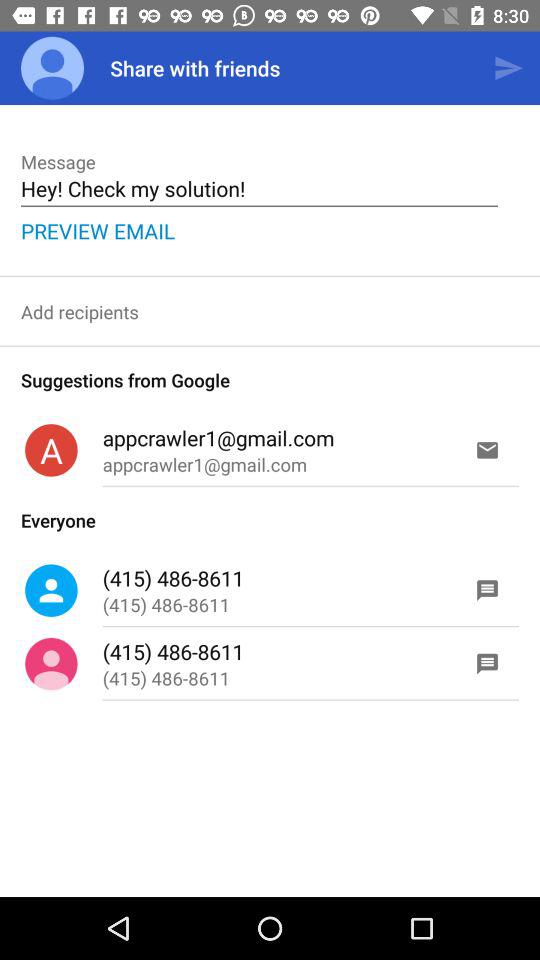 8:30
Share with friends
Message
Hey! Check my solution!
PREVIEW EMAIL
Add recipients
Suggestions from Google
A
appcrawler1@gmail.com
appcrawler1@gmail.com
Everyone
(415) 486-8611
(415) 486-8611
(415) 486-8611
(415) 486-8611